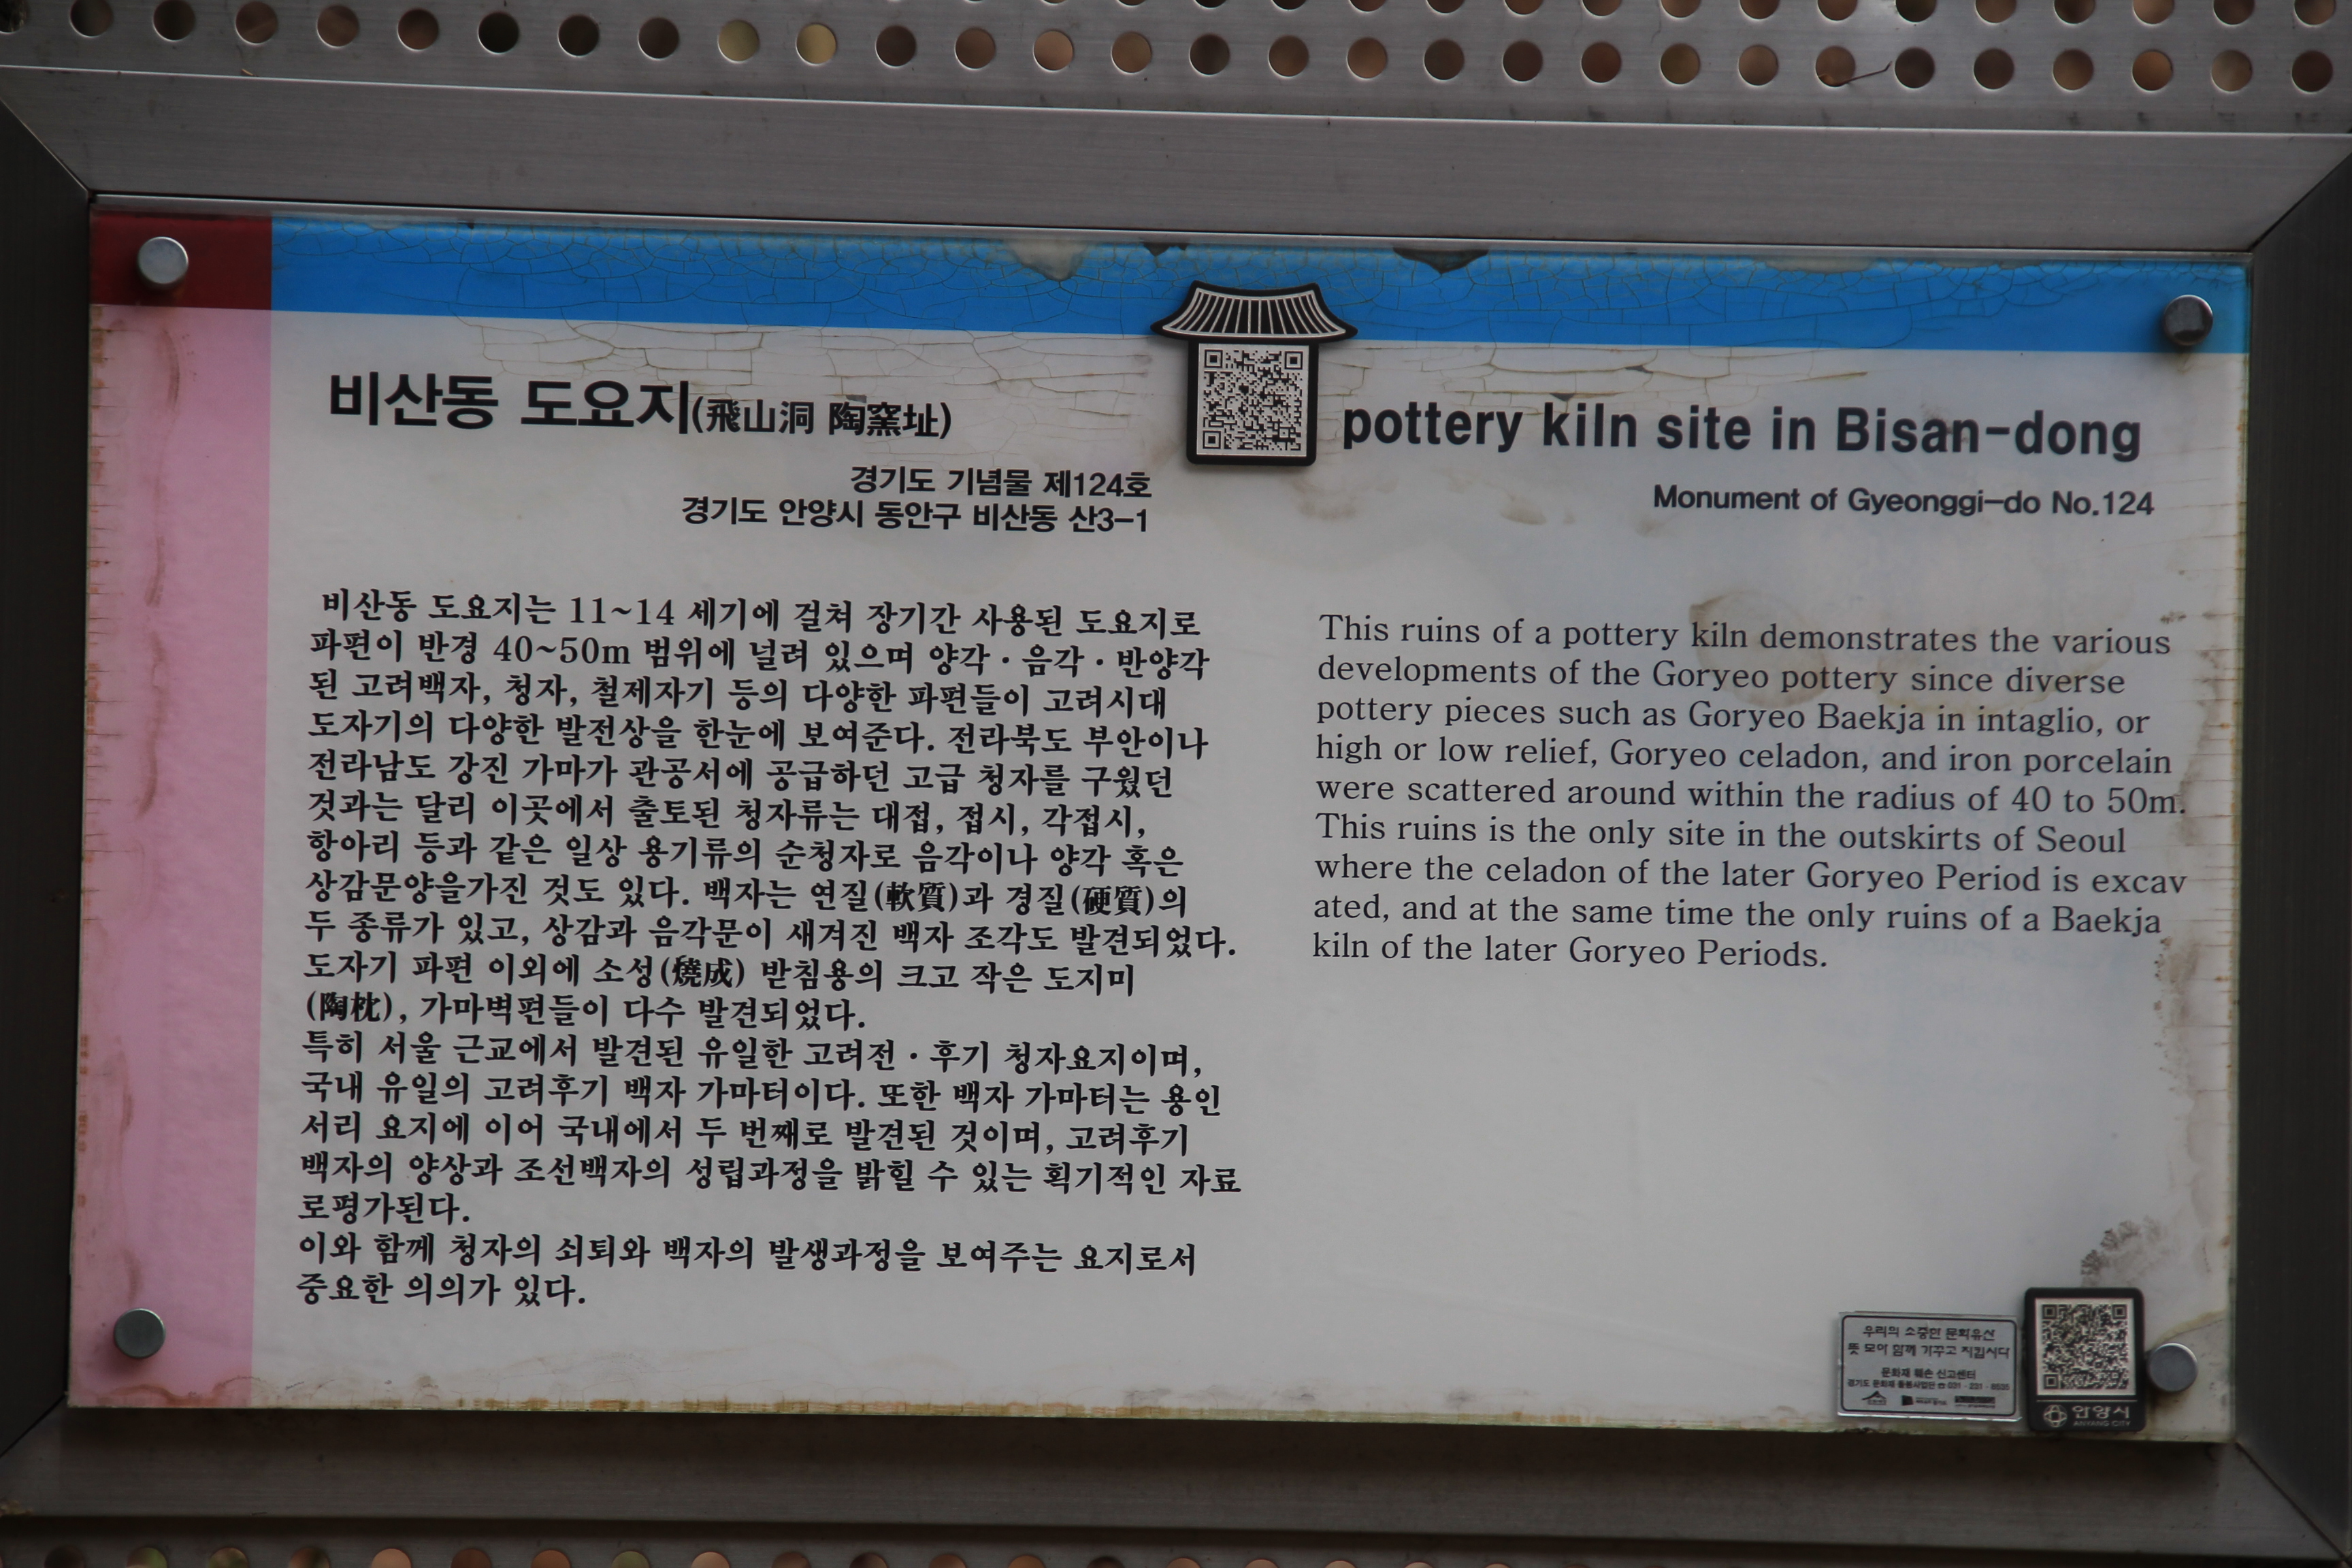 비산동 도요지(飛山洞 陶窯址)
경기도 기념물 제124호
경기도 안양시 동안구 비산동 산3-1
비산동 도요지는 11~14 세기에 걸쳐 장기간 사용된 도요지로
파편이 반경 40~50m 범위에 널려 있으며 양각·음각·반양각
된 고려백자, 청자, 철제자기 등의 다양한 파편들이 고려시대
도자기의 다양한 발전상을 한눈에 보여준다. 전라북도 부안이나
전라남도 강진 가마가 관공서에 공급하던 고급 청자를 구웠던
것과는 달리 이곳에서 출토된 청자류는 대접, 접시, 각접시,
항아리 등과 같은 일상 용기류의 순청자로 음각이나 양각 혹은
상감문양을가진 것도 있다. 백자는 연질(軟質)과 경질(硬質)의
두 종류가 있고, 상감과 음각문이 새겨진 백자 조각도 발견되었다.
도자기 파편 이외에 소성(燒成) 받침용의 크고 작은 도지미
(陶枕), 가마벽편들이 다수 발견되었다.
특히 서울 근교에서 발견된 유일한 고려전·후기 청자요지이며,
국내 유일의 고려후기 백자 가마터이다. 또한 백자 가마터는 용인
서리 요지에 이어 국내에서 두 번째로 발견된 것이며, 고려후기
백자의 양상과 조선백자의 성립과정을 밝힐 수 있는 획기적인 자료
로평가된다.
이와 함께 청자의 쇠퇴와 백자의 발생과정을 보여주는 요지로서
중요한 의의가 있다.
pottery kiln site in Bisan-dong
Monument of Gyeonggi-do No.124
This ruins of a pottery kiln demonstrates the various
developments of the Goryeo pottery since diverse
pottery pieces such as Goryeo Baekja in intaglio, or
high or low relief, Goryeo celadon, and iron porcelain
were scattered around within the radius of 40 to 50m.
This ruins is the only site in the outskirts of Seoul
where the celadon of the later Goryeo Period is excav
ated, and at the same time the only ruins of a Baekja
kiln of the later Goryeo Periods.
우리의 소중한 문화유산
뜻 모아 함께 가꾸고 지킵시다
문화재 훼손 신고센터
경기도 문화재 돌봄사업단 ☎ 031 - 231 -
안양시
ANYANG CITY